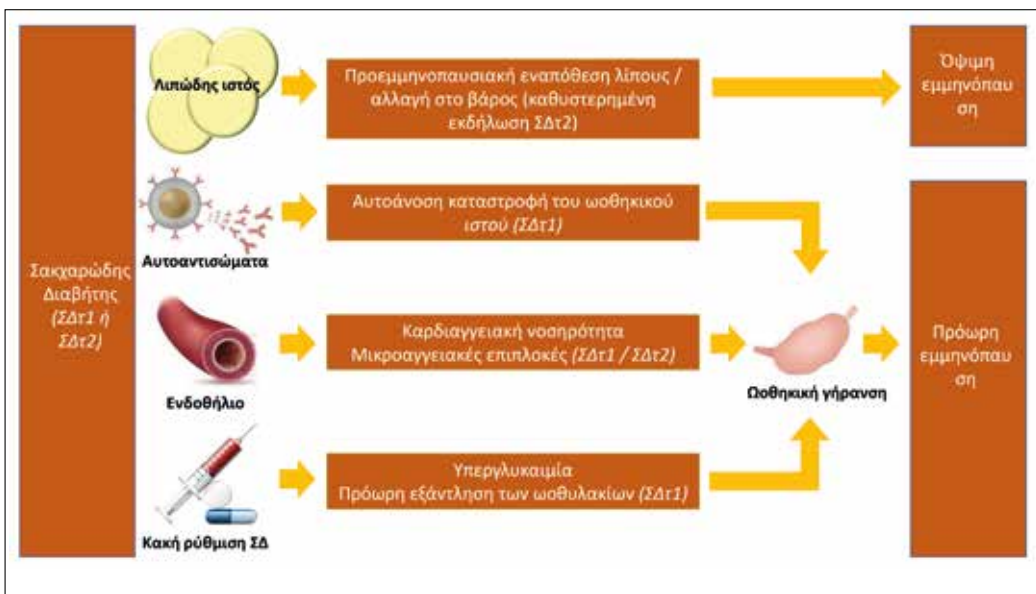 Σακχαρώδης
Διαβήτης
(ΣΔτ1 ή
ΣΔτ2)
Λιπώδης ιστός
Προεμμηνοπαυσιακή εναπόθεση λίπους /
αλλαγή στο βάρος (καθυστερημένη
εκδήλωση ΣΔτ2)
Όψιμη
εμμηνόπαυ
ση
Αυτοαντισώματα
Αυτοάνοση καταστροφή του ωοθηκικού
ιστού (ΣΔτ1)
Ενδοθήλιο
Καρδιαγγειακή νοσηρότητα
Μικροαγγειακές επιπλοκές (ΣΔτ1 / ΣΔτ2)
Κακή ρύθμιση ΣΔ
Υπεργλυκαιμία
Πρόωρη εξάντληση των ωοθυλακίων (ΣΔτ1)
Ωοθηκική γήρανση
Πρόωρη
εμμηνόπαυ
ση